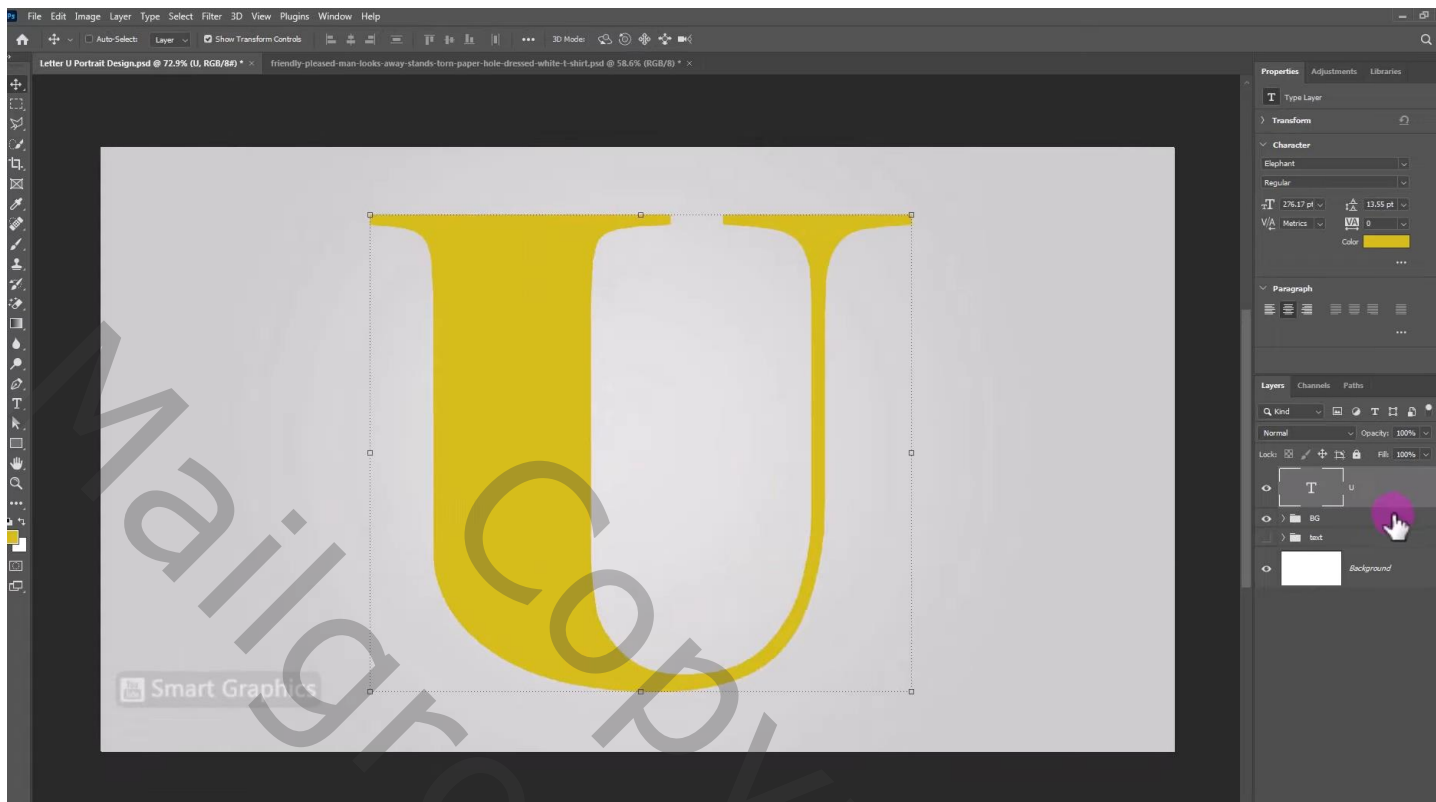 Ps File Edit Image Layer Type Select Filter 3D View Plugins Window Help
Auto-Select: Layer Show Transform Controls 3D Mode:
Letter U Portrait Design.psd @ 72.9% (U, RGB/8#) * × friendly-pleased-man-looks-away-stands-torn-paper-hole-dressed-white-t-shirt.psd @ 58.6% (RGB/8) * ×
Properties Adjustments Libraries
T Type Layer
Transform
Character
Elephant
Regular
276.17 pt 13.55 pt
Metrics 0
Color
Paragraph
U
Layers Channels Paths
Kind
Normal Opacity: 100%
Lock: Fill: 100%
T U
BG
text
Background
You Tube Smart Graphics
Mailgr
Copy